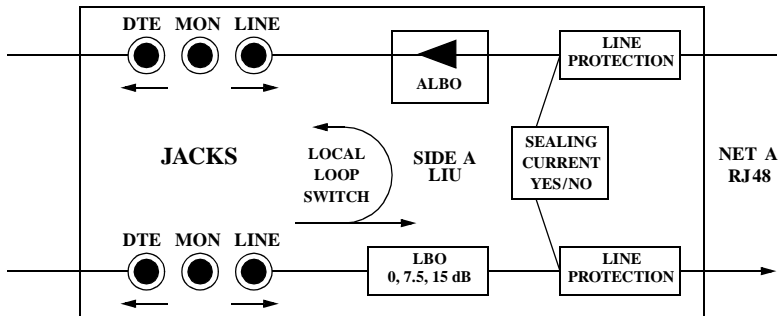 DTE MON LINE
LINE
PROTECTION
ALBO
JACKS
LOCAL
LOOP
SWITCH
SIDE A
LIU
SEALING
CURRENT
YES/NO
NET A
RJ48
DTE MON LINE
LBO
0, 7.5, 15 dB
LINE
PROTECTION